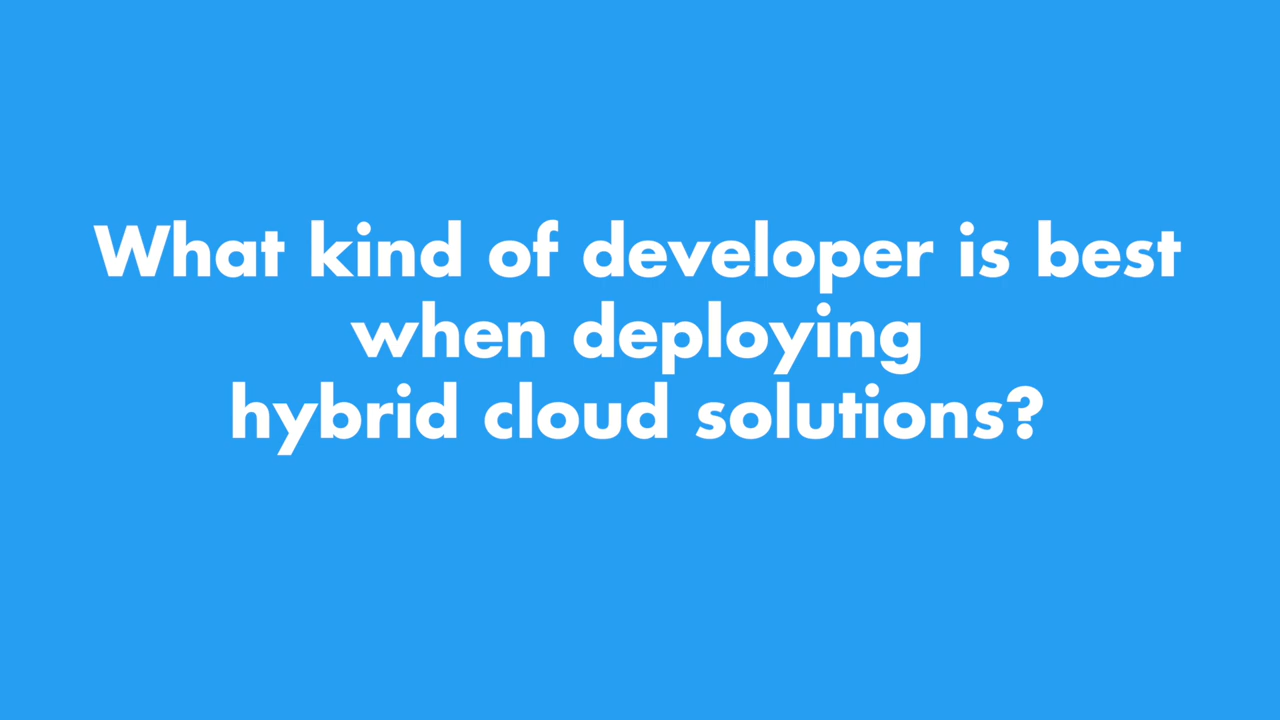 What kind of developer is best
when deploying
hybrid cloud solutions?